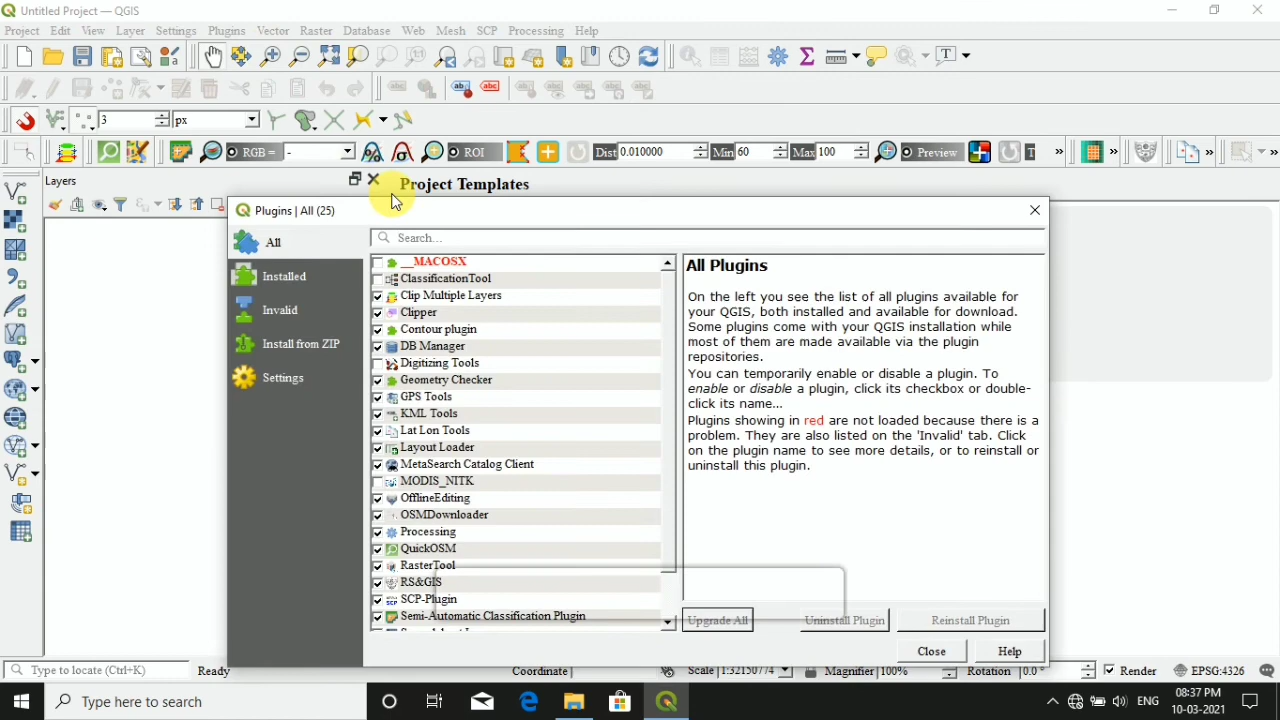 Untitled Project — QGIS
Project Edit View Layer Settings Plugins Vector Raster Database Web Mesh SCP Processing Help
3 px
RGB = - ROI Dist 0.010000 Min 60 Max 100 Preview T
Layers
Project Templates
Plugins | All (25)
All
Search...
Installed
Invalid
Install from ZIP
Settings
__MACOSX
ClassificationTool
Clip Multiple Layers
Clipper
Contour plugin
DB Manager
Digitizing Tools
Geometry Checker
GPS Tools
KML Tools
Lat Lon Tools
Layout Loader
MetaSearch Catalog Client
MODIS_NITK
OfflineEditing
OSMDownloader
Processing
QuickOSM
RasterTool
RS&GIS
SCP-Plugin
Semi-Automatic Classification Plugin
All Plugins
On the left you see the list of all plugins available for
your QGIS, both installed and available for download.
Some plugins come with your QGIS installation while
most of them are made available via the plugin
repositories.
You can temporarily enable or disable a plugin. To
enable or disable a plugin, click its checkbox or double-
click its name...
Plugins showing in red are not loaded because there is a
problem. They are also listed on the 'Invalid' tab. Click
on the plugin name to see more details, or to reinstall or
uninstall this plugin.
Upgrade All Uninstall Plugin Reinstall Plugin
Close Help
Type to locate (Ctrl+K) Ready Coordinate Scale 1:32150774 Magnifier 100% Rotation 0.0° Render EPSG:4326
Type here to search
ENG
08:37 PM
10-03-2021